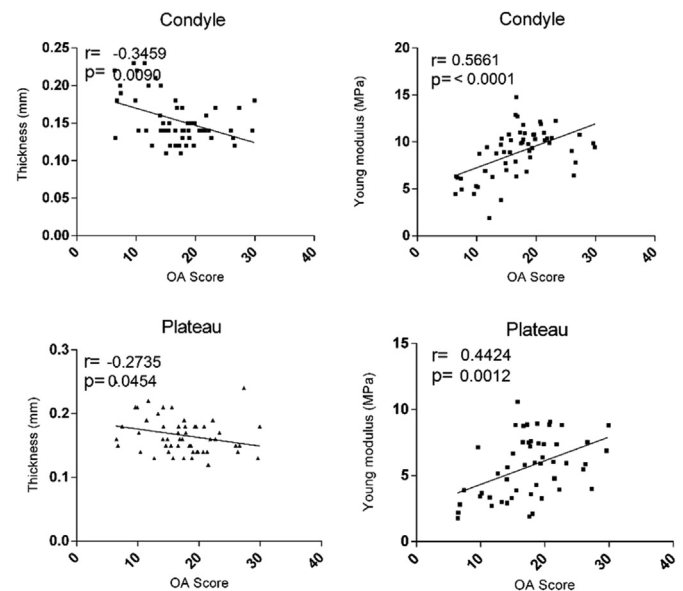 Condyle
r= -0.3459
p= 0.0090
Thickness (mm)
0.25
0.20
0.15
0.10
0.05
0.00
0 10 20 30 40
OA Score
Condyle
r= 0.5661
p=< 0.0001
Young modulus (MPa)
20
15
10
5
0
0 10 20 30 40
OA Score
Plateau
r= -0.2735
p= 0.0454
Thickness (mm)
0.3
0.2
0.1
0.0
0 10 20 30 40
OA Score
Plateau
r= 0.4424
p= 0.0012
Young modulus (MPa)
15
10
5
0
0 10 20 30 40
OA Score